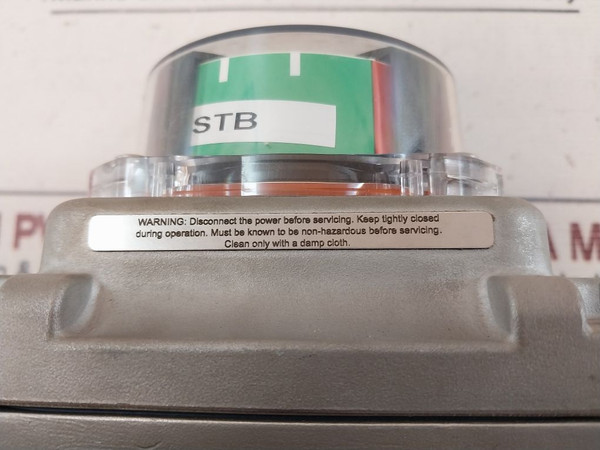 STB
WARNING: Disconnect the power before servicing. Keep tightly closed
during operation. Must be known to be non-hazardous before servicing.
Clean only with a damp cloth.